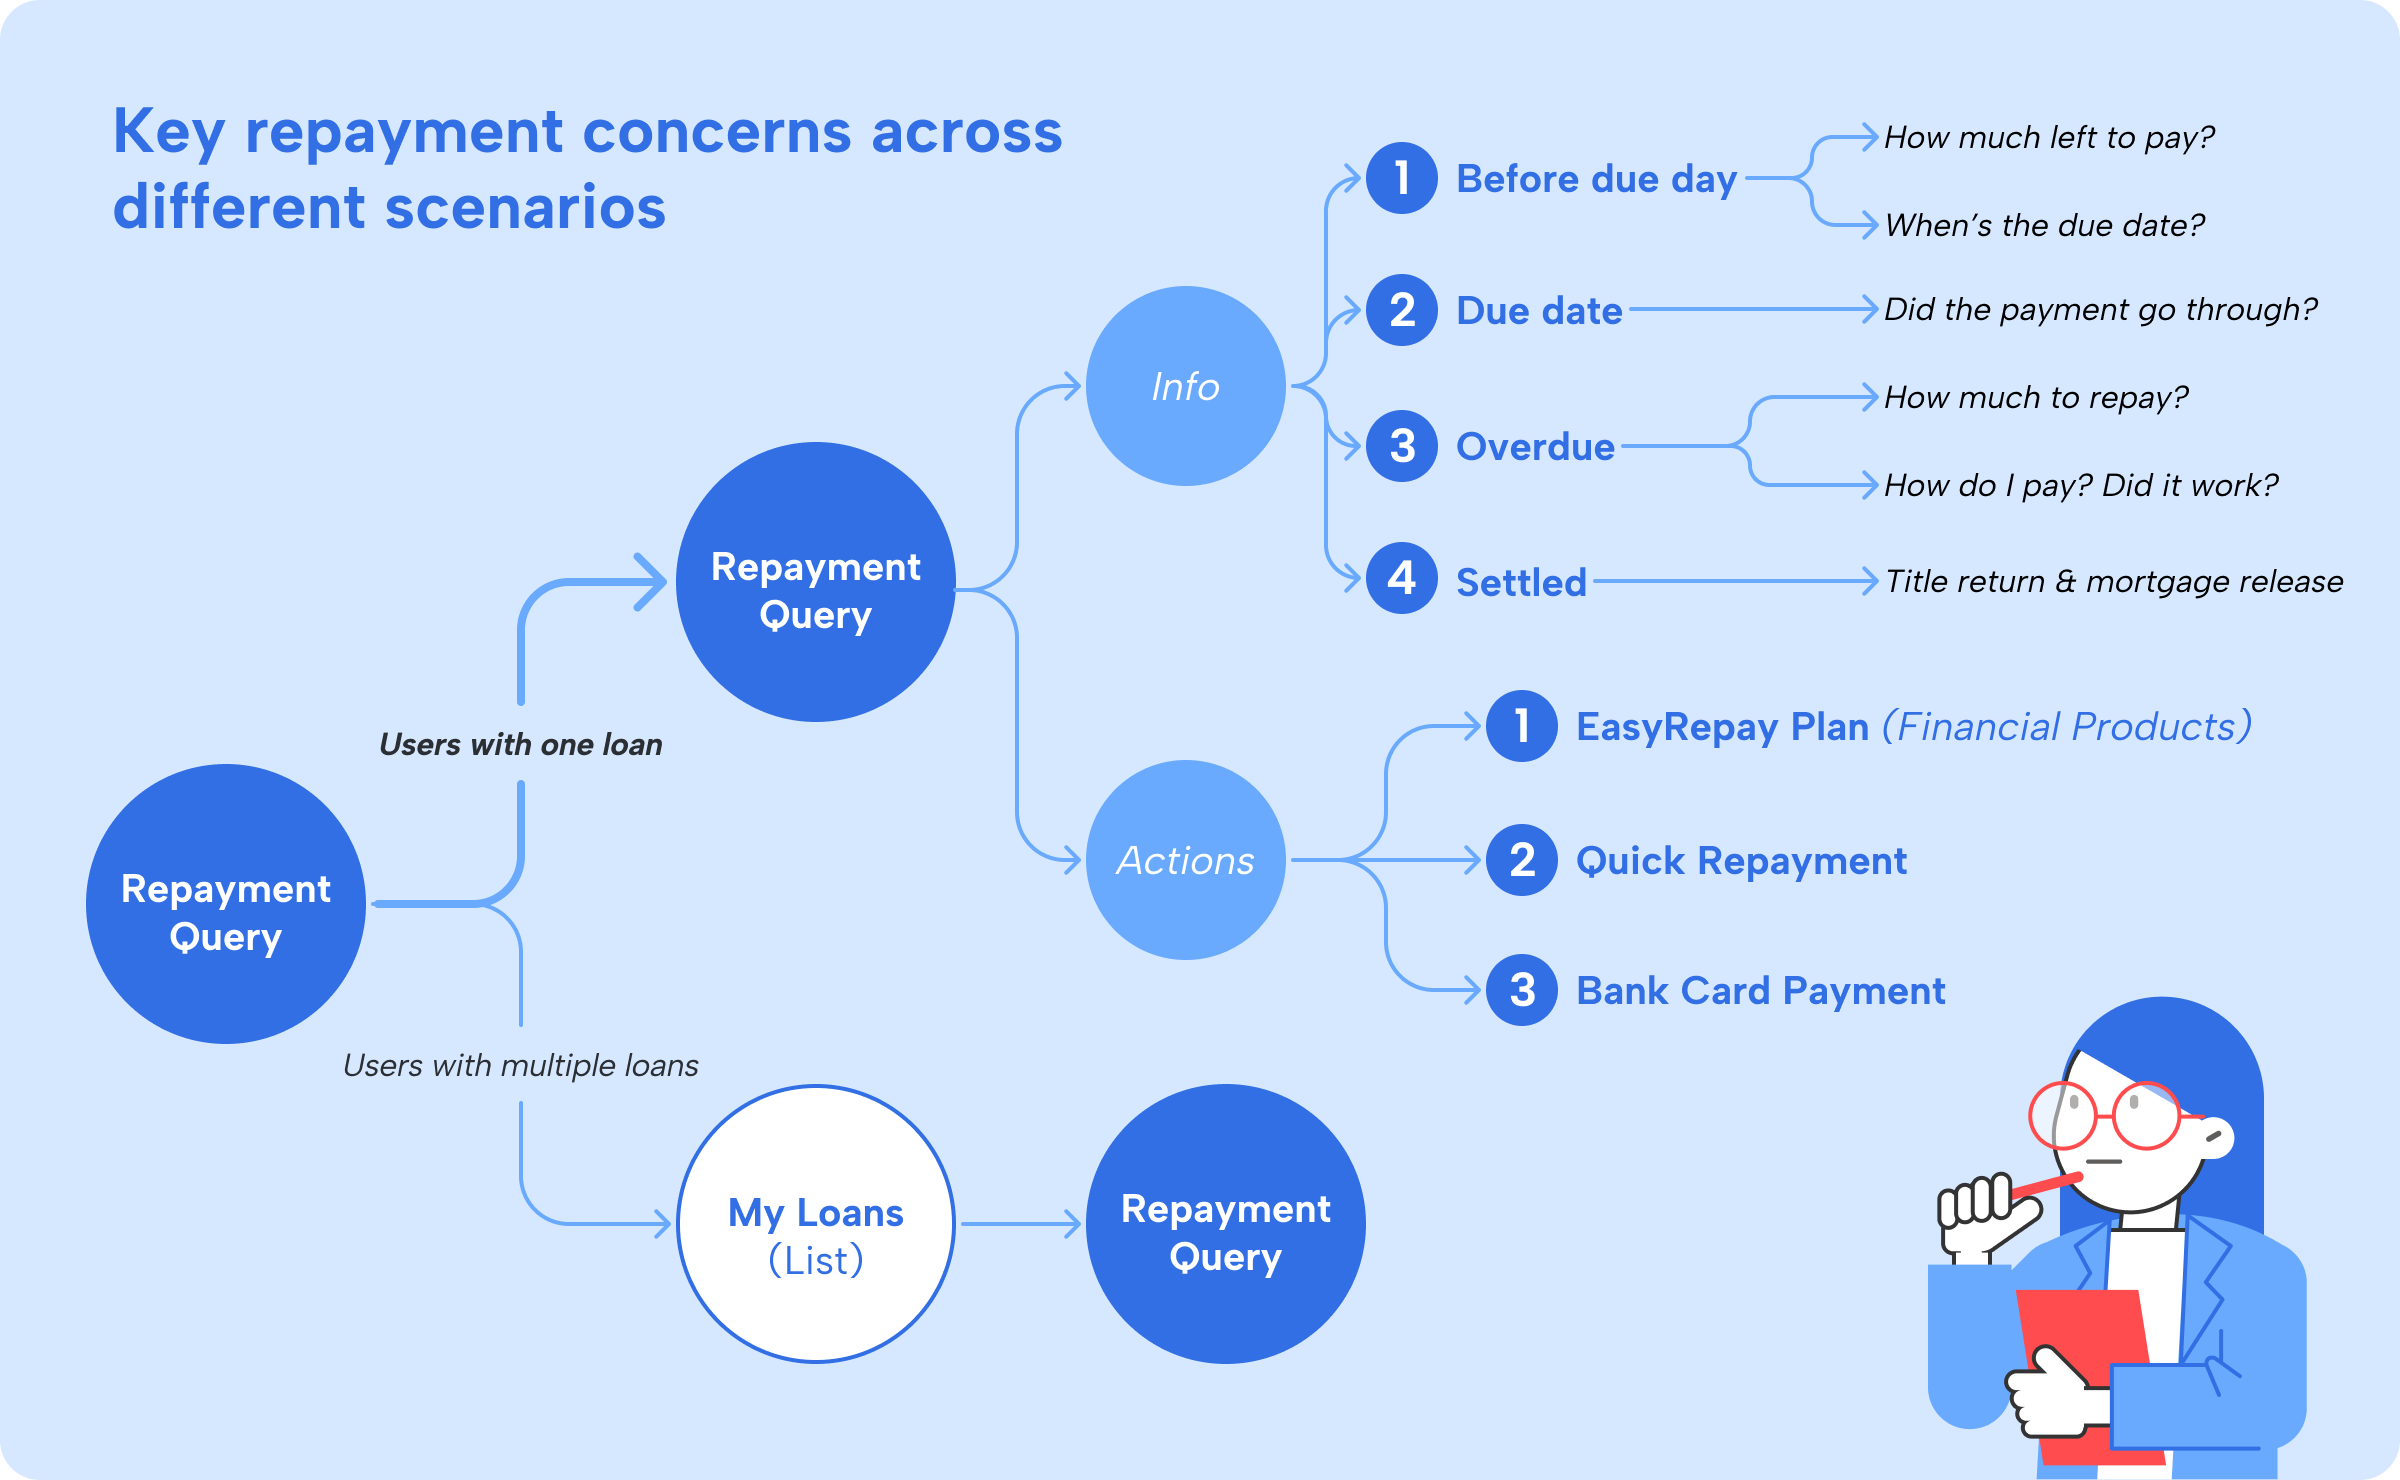 Key repayment concerns across
different scenarios
Repayment
Query
Users with one loan
Users with multiple loans
Repayment
Query
Info
1 Before due day
How much left to pay?
When’s the due date?
2 Due date
Did the payment go through?
3 Overdue
How much to repay?
How do I pay? Did it work?
4 Settled
Title return & mortgage release
Actions
1 EasyRepay Plan (Financial Products)
2 Quick Repayment
3 Bank Card Payment
My Loans
(List)
Repayment
Query